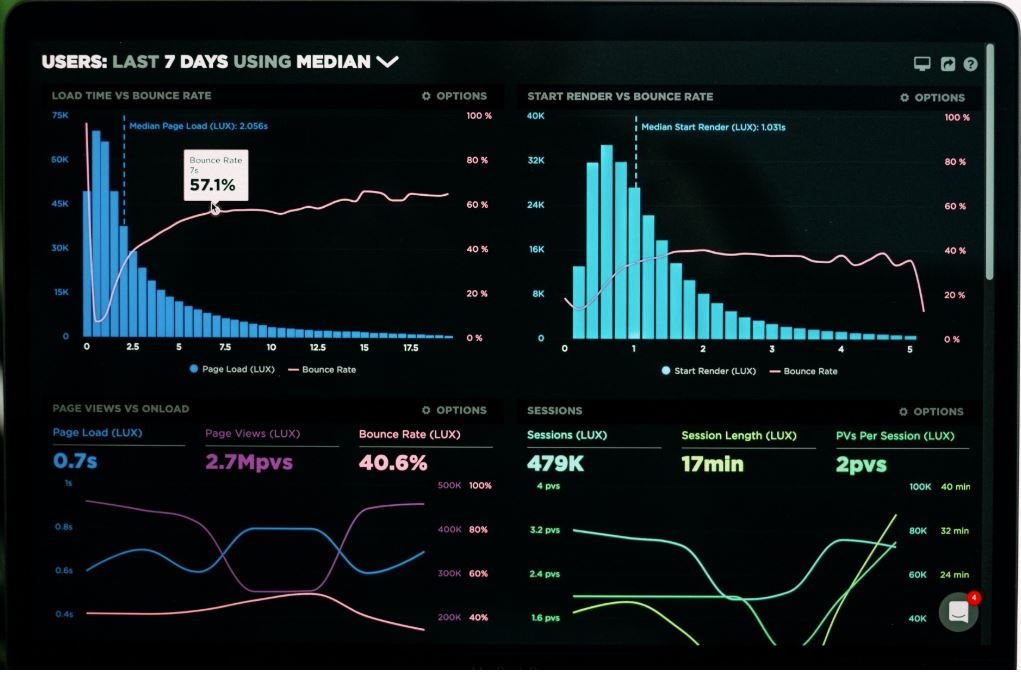 USERS: LAST 7 DAYS USING MEDIAN
LOAD TIME VS BOUNCE RATE
OPTIONS
75K
100 %
Median Page Load (LUX): 2.056s
60K
80 %
Bounce Rate
7s
57.1%
45K
60 %
30K
40 %
15K
20 %
0
0 %
0 2.5 5 7.5 10 12.5 15 17.5
Page Load (LUX) Bounce Rate
START RENDER VS BOUNCE RATE
OPTIONS
40K
100 %
Median Start Render (LUX): 1.031s
32K
80 %
24K
60 %
16K
40 %
8K
20 %
0
0 %
0 1 2 3 4 5
Start Render (LUX) Bounce Rate
PAGE VIEWS VS ONLOAD
OPTIONS
Page Load (LUX) Page Views (LUX) Bounce Rate (LUX)
0.7s 2.7Mpvs 40.6%
1s 500K 100%
0.8s 400K 80%
0.6s 300K 60%
0.4s 200K 40%
SESSIONS
OPTIONS
Sessions (LUX) Session Length (LUX) PVs Per Session (LUX)
479K 17min 2pvs
4 pvs 100K 40 min
3.2 pvs 80K 32 min
2.4 pvs 60K 24 min
1.6 pvs 40K
4